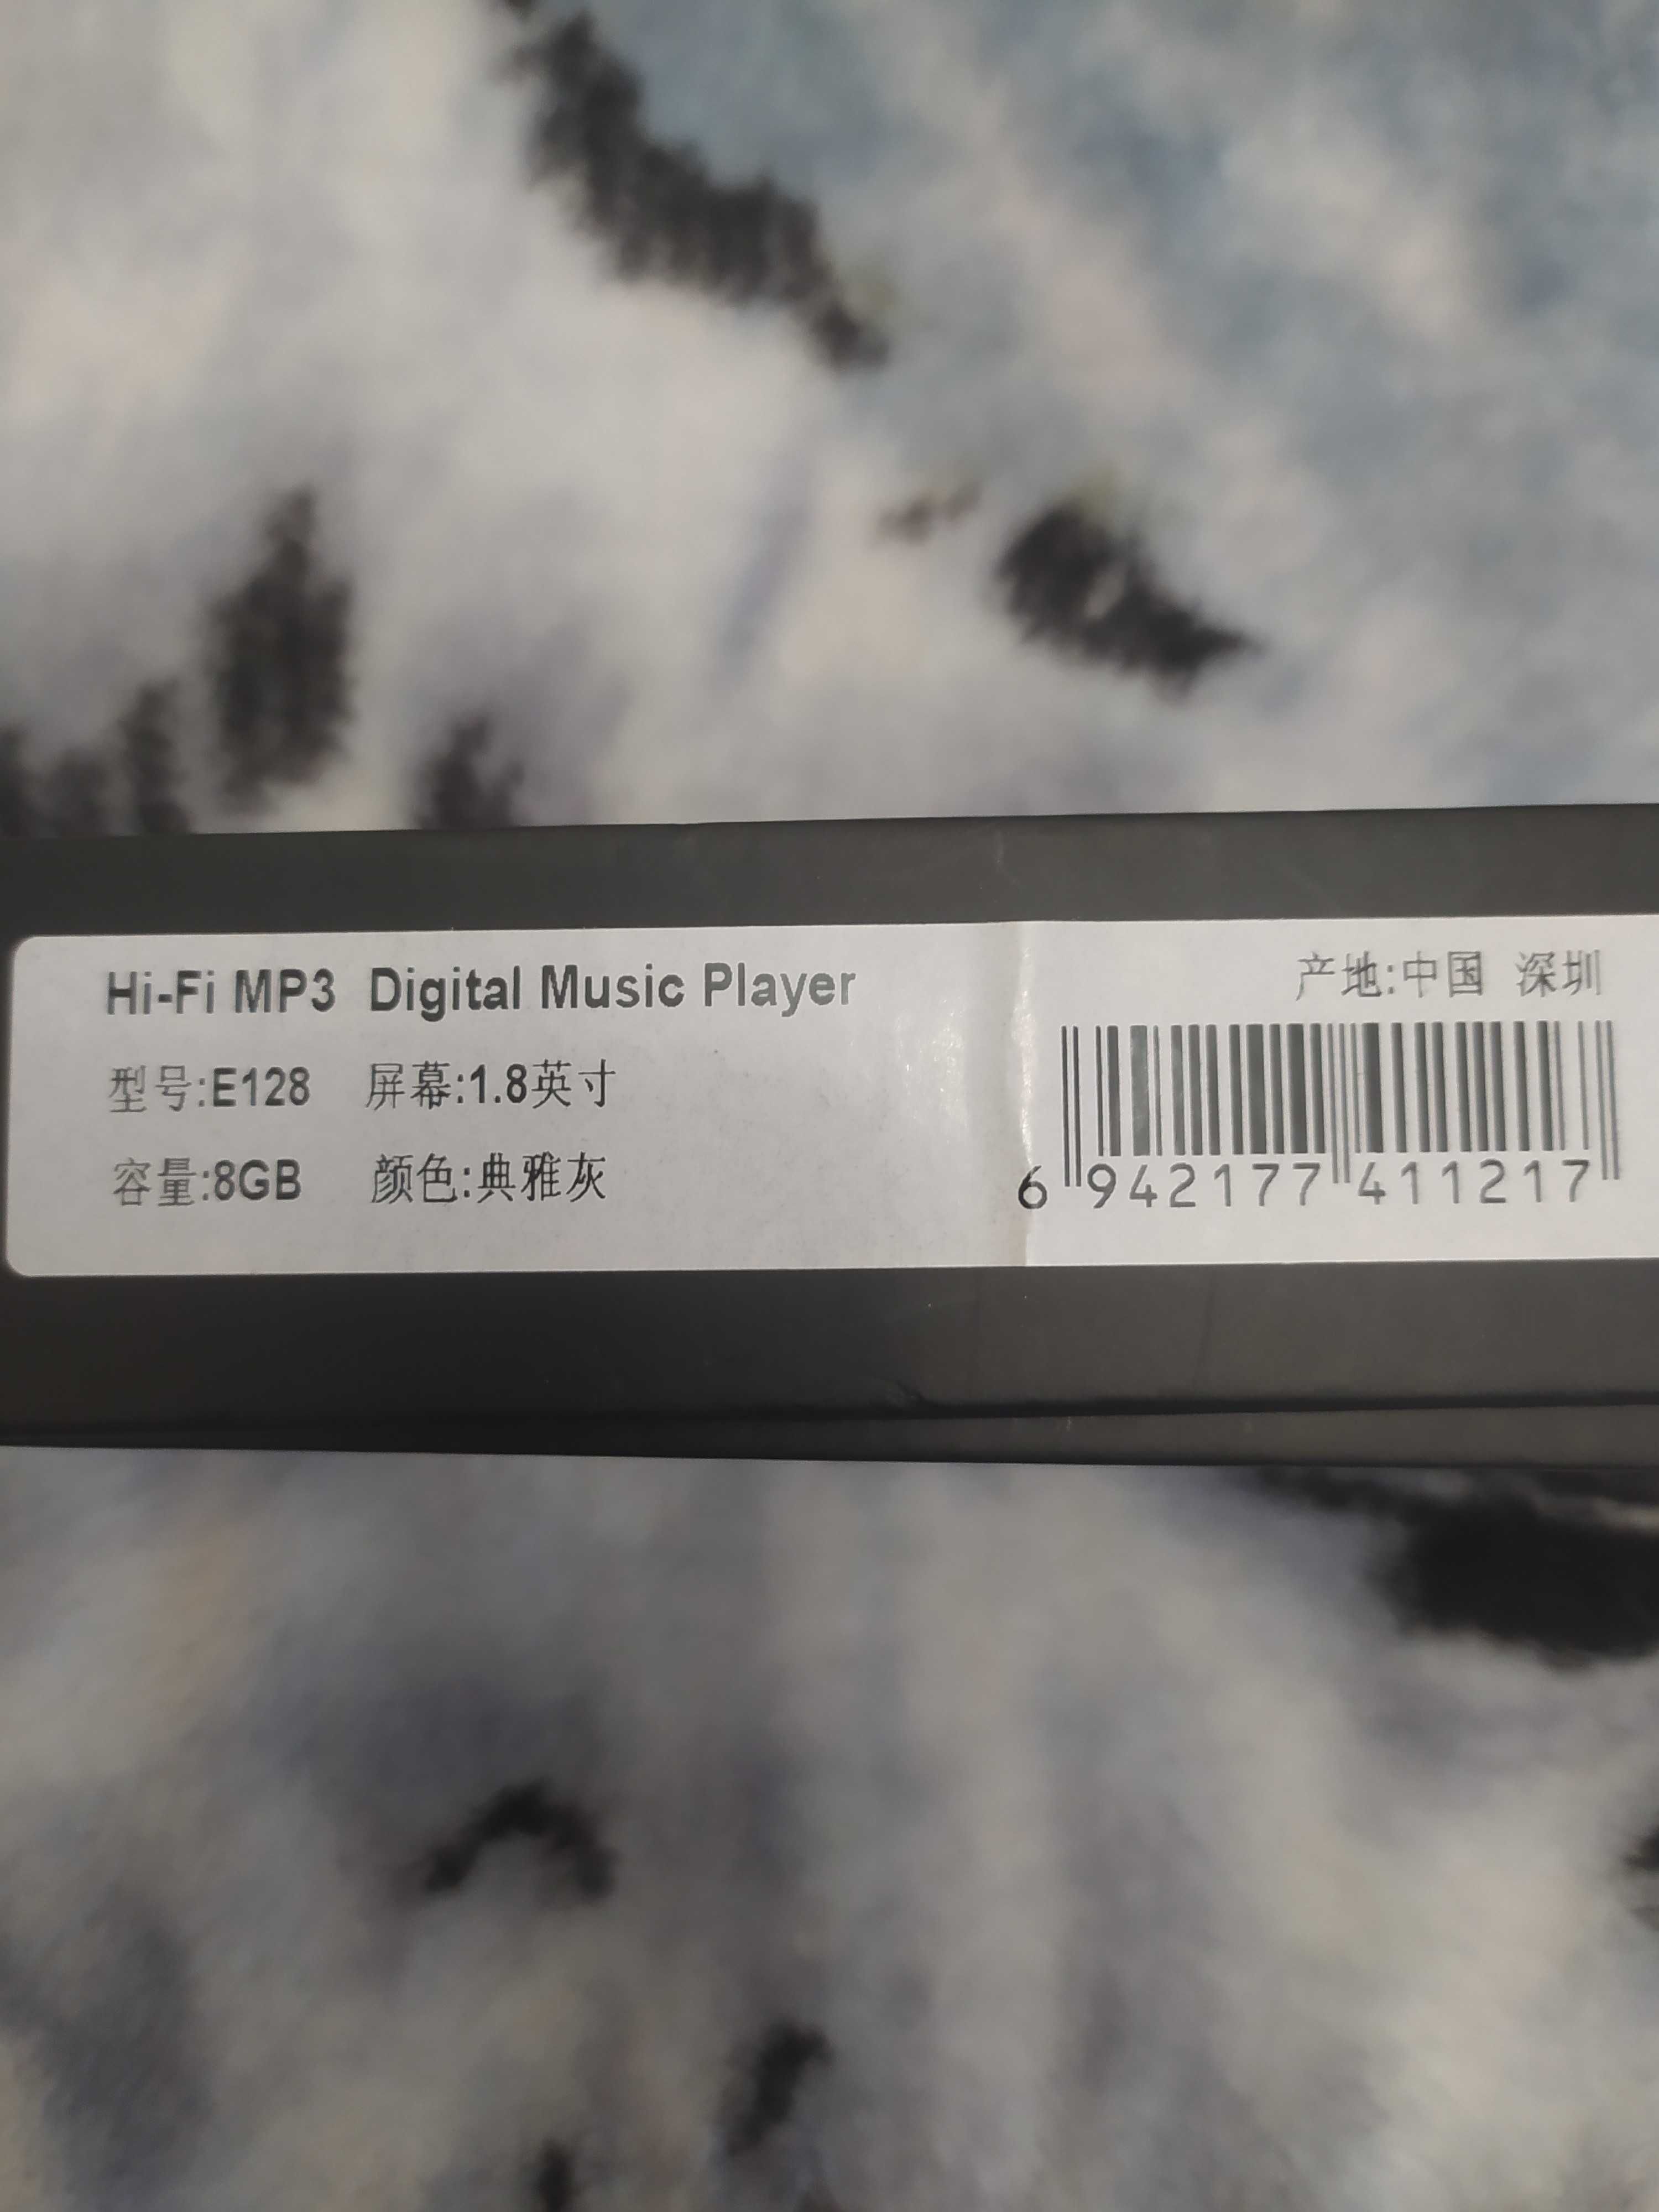 Hi-Fi MP3 Digital Music Player
型号:E128 屏幕:1.8英寸
容量:8GB 颜色:典雅灰
产地:中国 深圳
6 942177 411217